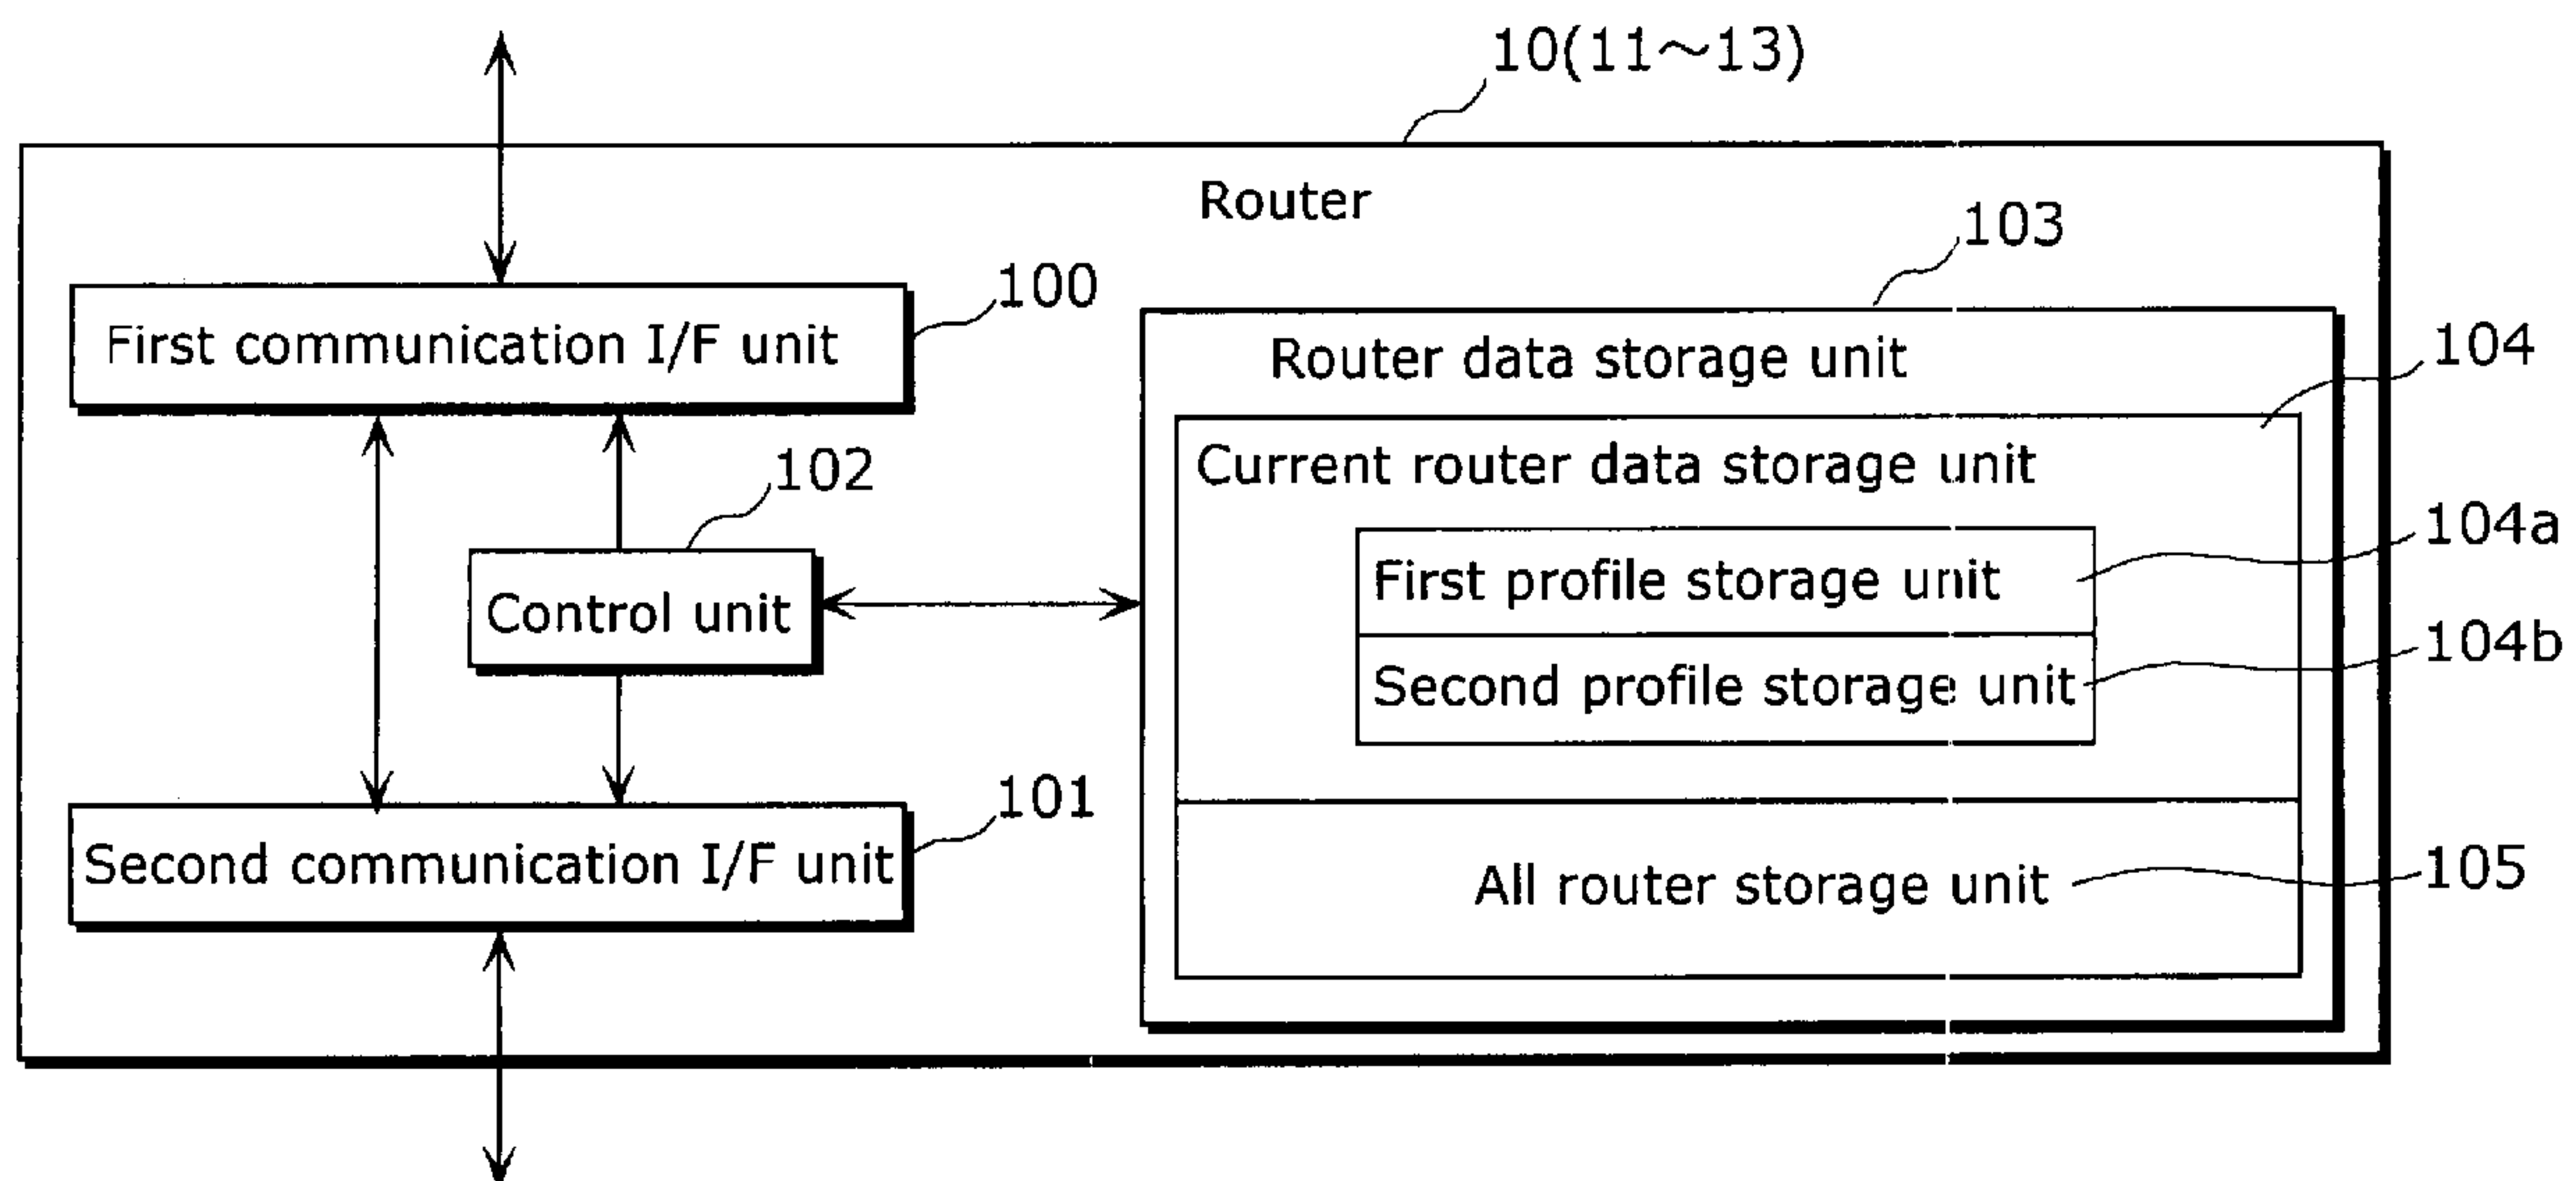 10(11～13)
Router
103
100
First communication I/F unit
Router data storage unit
104
Current router data storage unit
102
104a
First profile storage unit
Control unit
104b
Second profile storage unit
101
Second communication I/F unit
All router storage unit
105